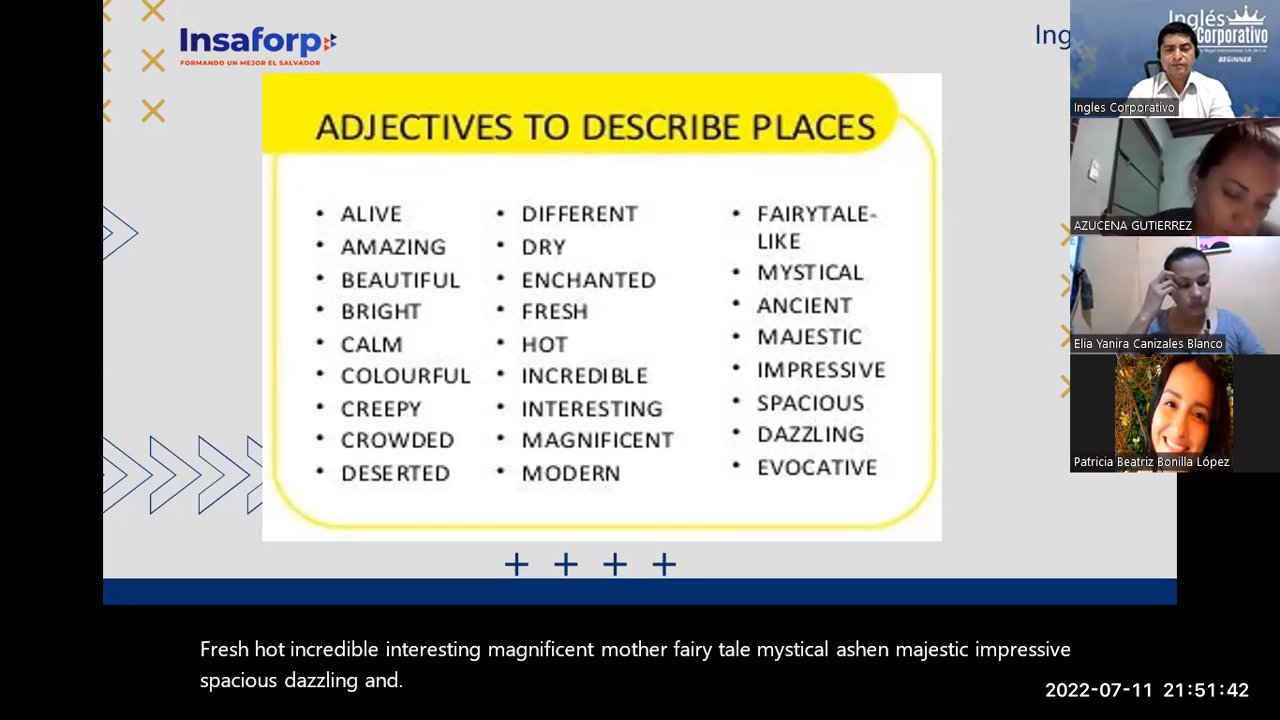 Insaforp
FORMANDO UN MEJOR EL SALVADOR
Ing
Inglés
Corporativo
BEGINNER
Ingles Corporativo
ADJECTIVES TO DESCRIBE PLACES
• ALIVE
• AMAZING
• BEAUTIFUL
• BRIGHT
• CALM
• COLOURFUL
• CREEPY
• CROWDED
• DESERTED
• DIFFERENT
• DRY
• ENCHANTED
• FRESH
• HOT
• INCREDIBLE
• INTERESTING
• MAGNIFICENT
• MODERN
• FAIRYTALE-
LIKE
• MYSTICAL
• ANCIENT
• MAJESTIC
• IMPRESSIVE
• SPACIOUS
• DAZZLING
• EVOCATIVE
AZUCENA GUTIERREZ
Elia Yanira Canizales Blanco
Patricia Beatriz Bonilla López
Fresh hot incredible interesting magnificent mother fairy tale mystical ashen majestic impressive
spacious dazzling and.
2022-07-11 21:51:42